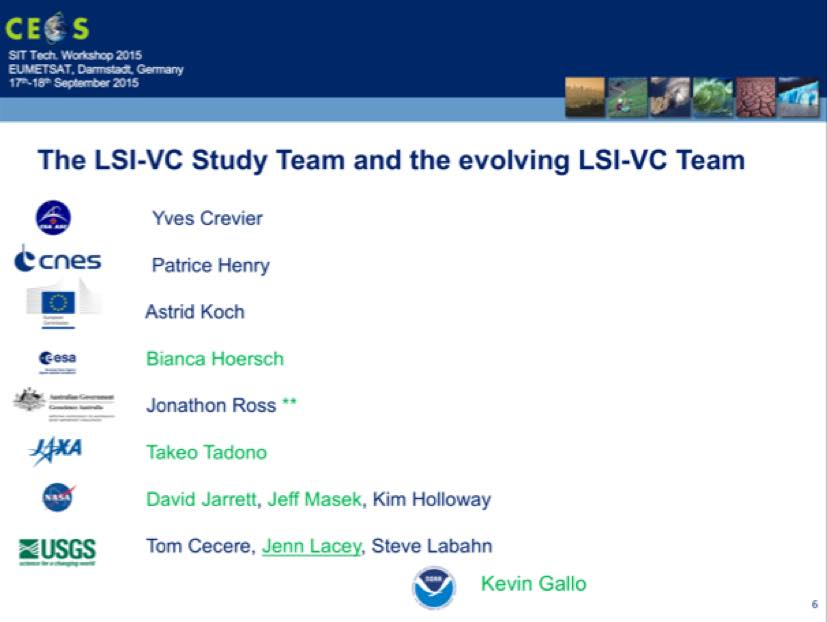 CEOS
SIT Tech. Workshop 2015
EUMETSAT, Darmstadt, Germany
17th-18th September 2015
The LSI-VC Study Team and the evolving LSI-VC Team
Yves Crevier
cnes
Patrice Henry
European
Commission
Astrid Koch
esa
Bianca Hoersch
Australian Government
Geoscience Australia
Jonathon Ross **
JAXA
Takeo Tadono
NASA
David Jarrett, Jeff Masek, Kim Holloway
USGS
science for a changing world
Tom Cecere, Jenn Lacey, Steve Labahn
NOAA
Kevin Gallo
6